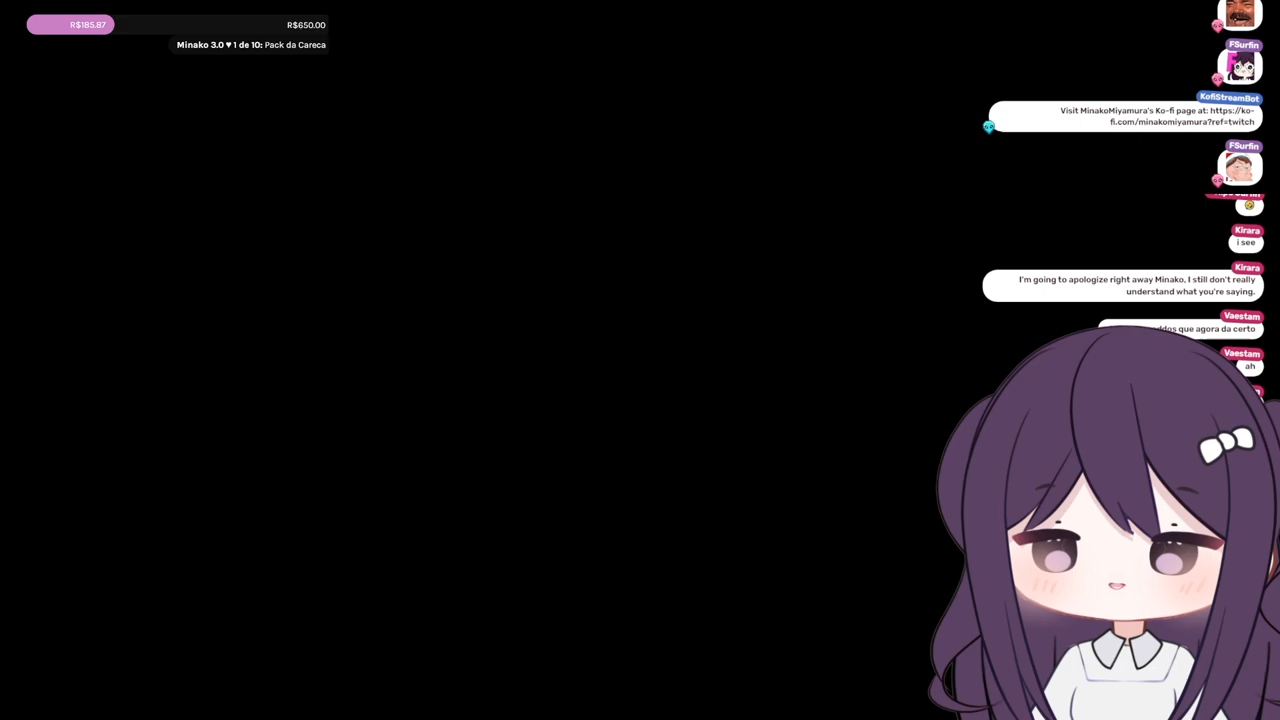 R$185.87
R$650.00
Minako 3.0 ♥ 1 de 10: Pack da Careca
FSurfin
KofiStreamBot
Visit MinakoMiyamura's Ko-fi page at: https://ko-
fi.com/minakomiyamura?ref=twitch
FSurfin
Kirara
i see
Kirara
I'm going to apologize right away Minako, I still don't really
understand what you're saying.
Vaestam
que agora da certo
Vaestam
ah